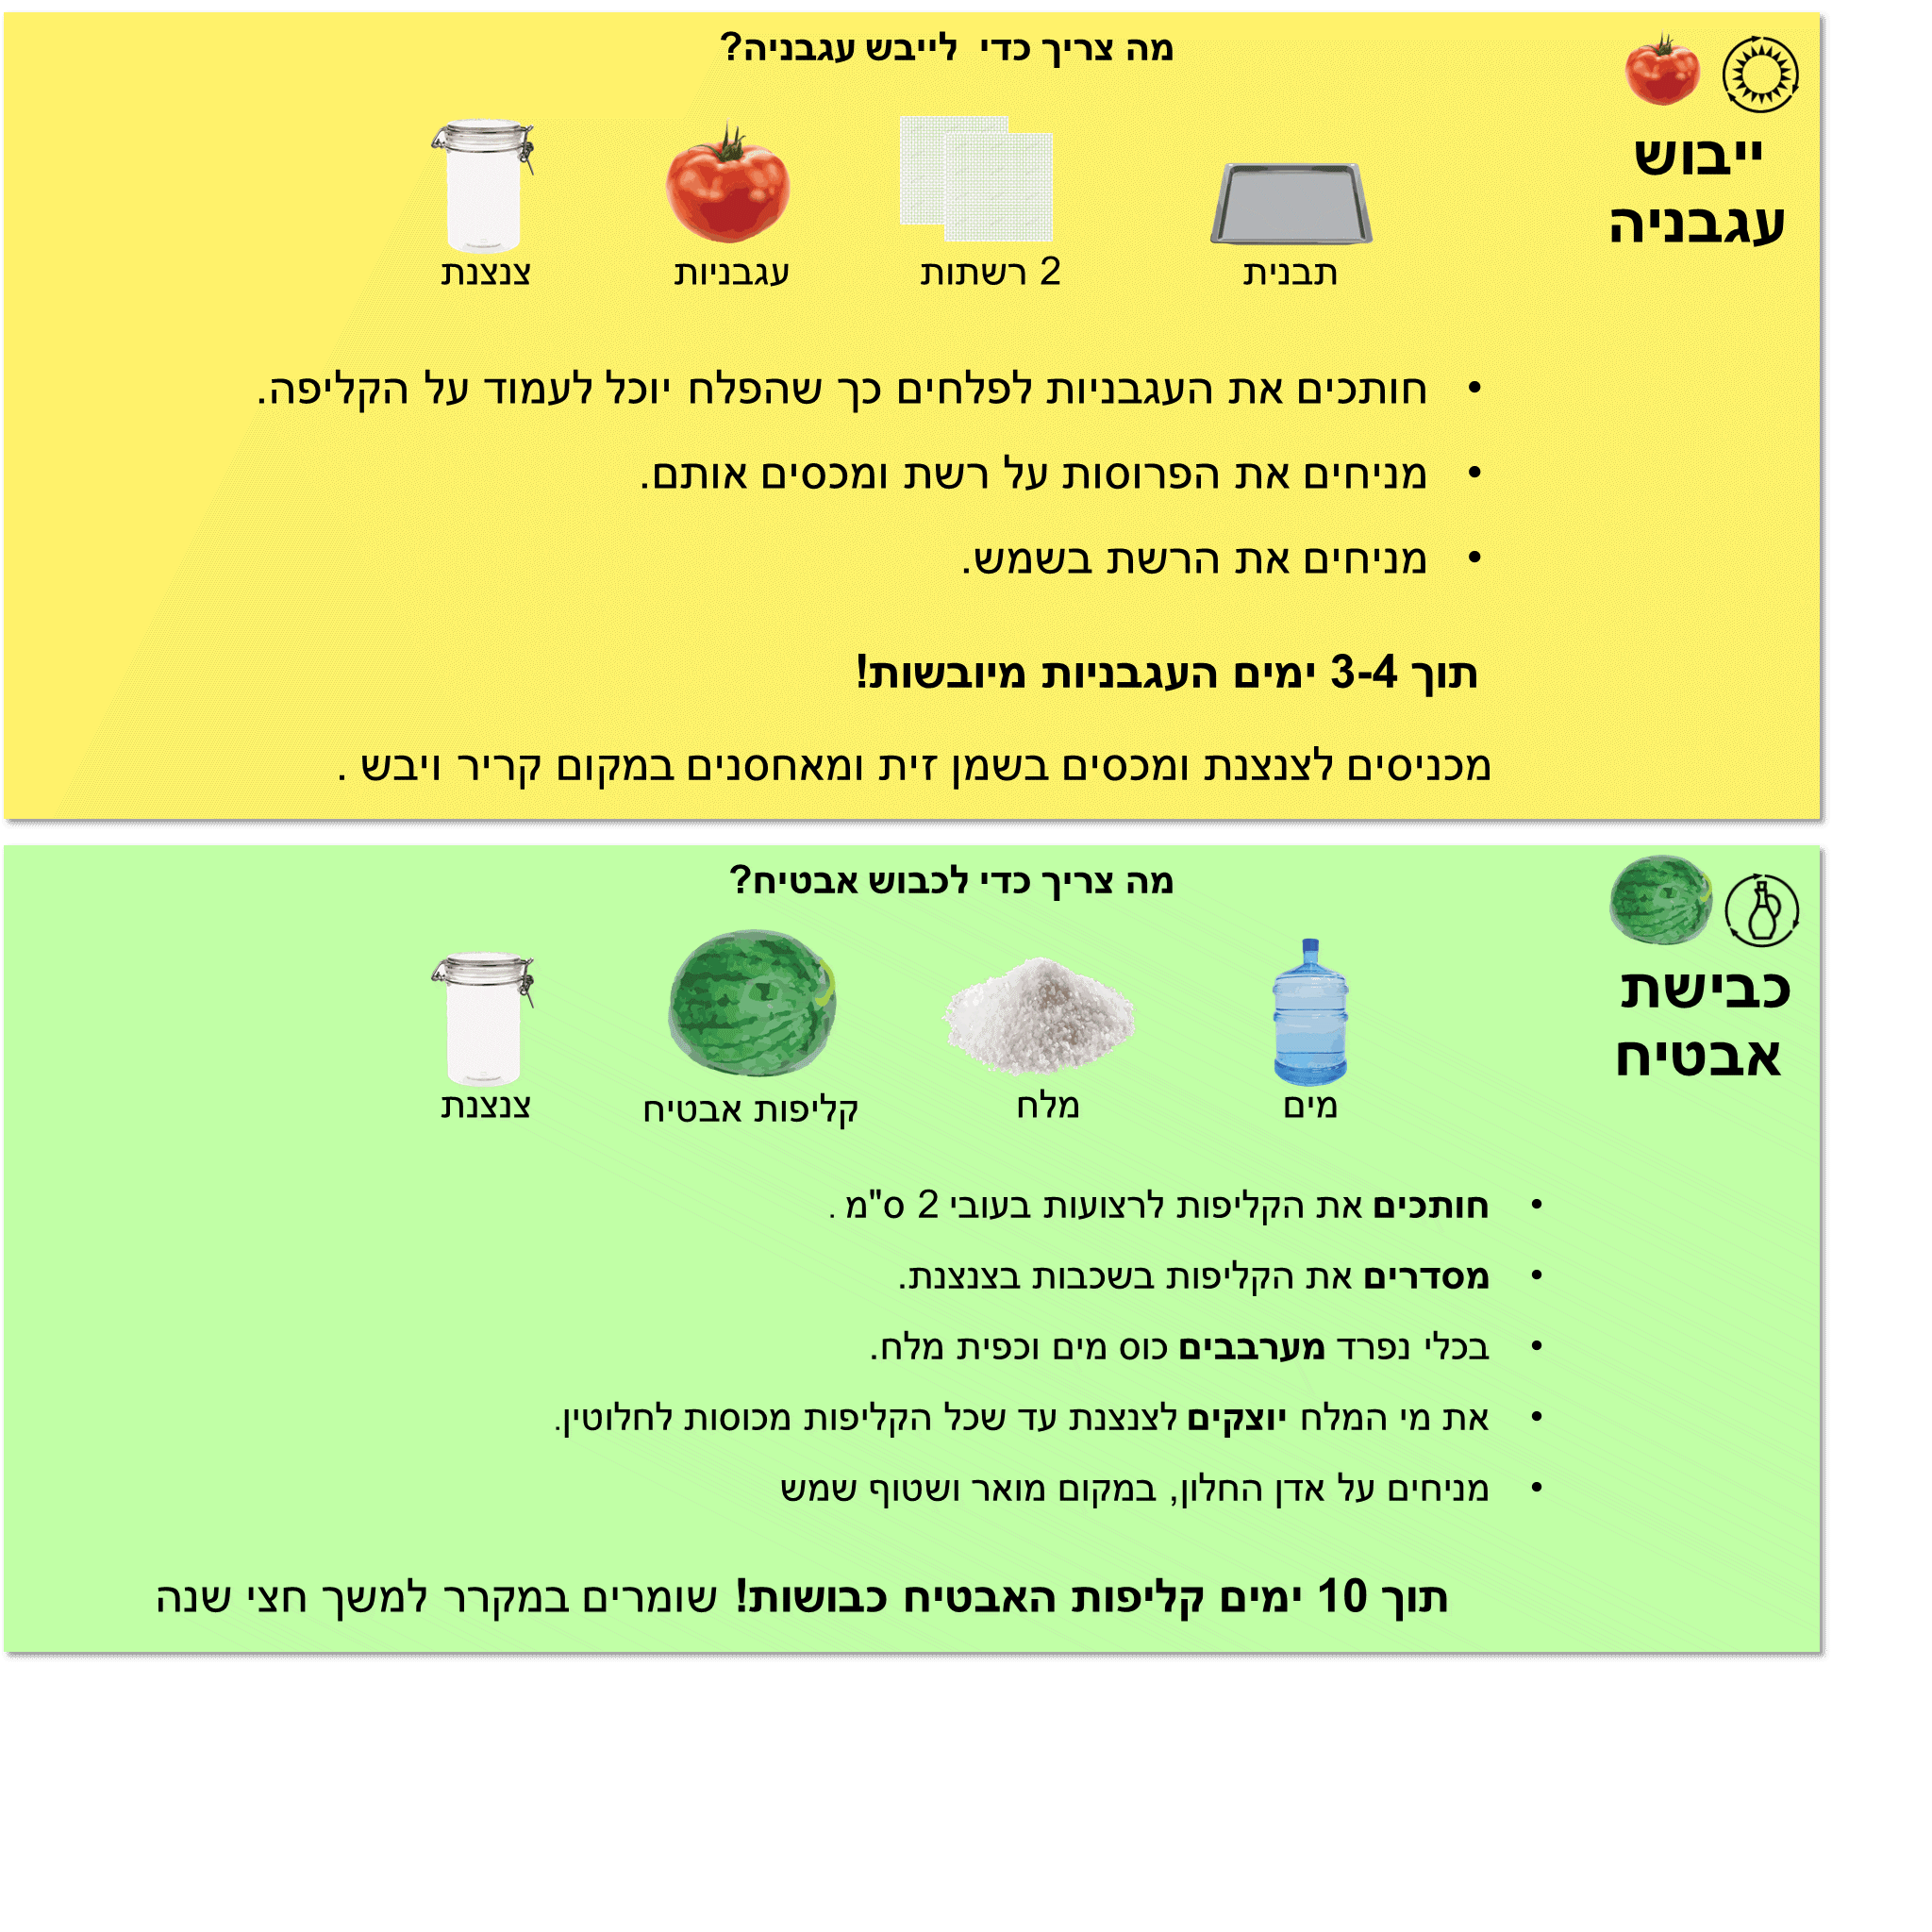 ייבוש
עגבניה
מה צריך כדי לייבש עגבניה?
תבנית
2 רשתות
עגבניות
צנצנת
• חותכים את העגבניות לפלחים כך שהפלח יוכל לעמוד על הקליפה.
• מניחים את הפרוסות על רשת ומכסים אותם.
• מניחים את הרשת בשמש.
תוך 3-4 ימים העגבניות מיובשות!
מכניסים לצנצנת ומכסים בשמן זית ומאחסנים במקום קריר ויבש .
כבישת
אבטיח
מה צריך כדי לכבוש אבטיח?
מים
מלח
קליפות אבטיח
צנצנת
• חותכים את הקליפות לרצועות בעובי 2 ס"מ .
• מסדרים את הקליפות בשכבות בצנצנת.
• בכלי נפרד מערבבים כוס מים וכפית מלח.
• את מי המלח יוצקים לצנצנת עד שכל הקליפות מכוסות לחלוטין.
• מניחים על אדן החלון, במקום מואר ושטוף שמש
תוך 10 ימים קליפות האבטיח כבושות! שומרים במקרר למשך חצי שנה